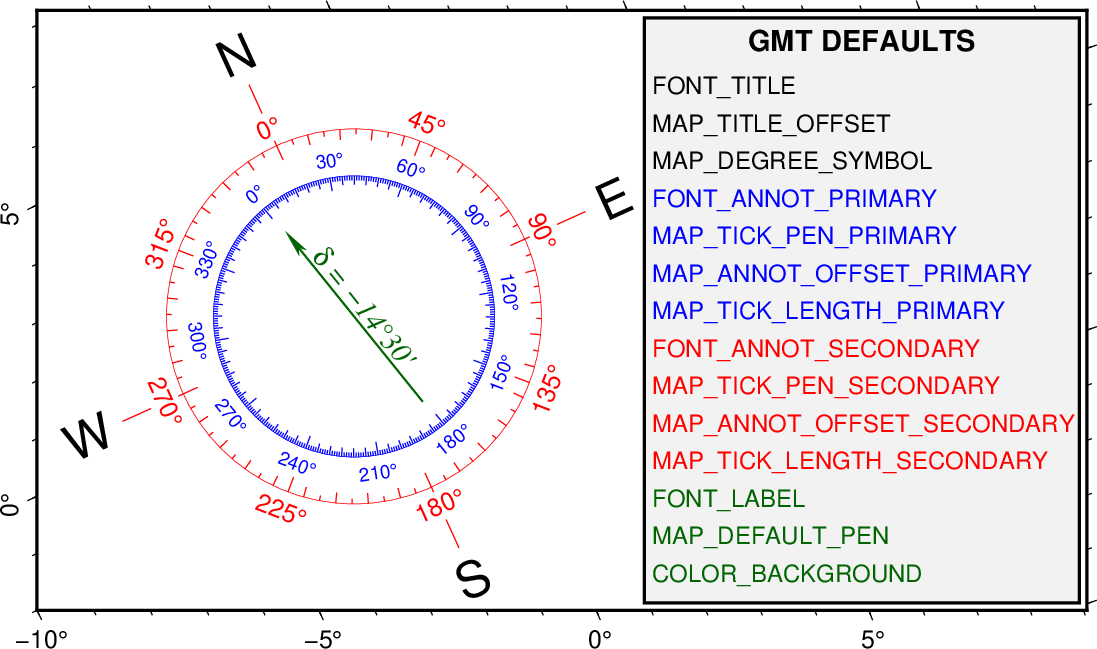 N
E
S
W
0°
45°
90°
135°
180°
225°
270°
315°
0°
30°
60°
90°
120°
150°
180°
210°
240°
270°
300°
330°
δ = −14°30′
5°
0°
−10°
−5°
0°
5°
GMT DEFAULTS
FONT_TITLE
MAP_TITLE_OFFSET
MAP_DEGREE_SYMBOL
FONT_ANNOT_PRIMARY
MAP_TICK_PEN_PRIMARY
MAP_ANNOT_OFFSET_PRIMARY
MAP_TICK_LENGTH_PRIMARY
FONT_ANNOT_SECONDARY
MAP_TICK_PEN_SECONDARY
MAP_ANNOT_OFFSET_SECONDARY
MAP_TICK_LENGTH_SECONDARY
FONT_LABEL
MAP_DEFAULT_PEN
COLOR_BACKGROUND